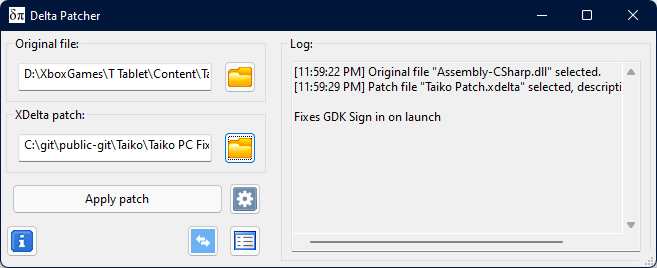 δπ Delta Patcher
Original file:
D:\XboxGames\T Tablet\Content\Ta
XDelta patch:
C:\git\public-git\Taiko\Taiko PC Fix
Apply patch
Log:
[11:59:22 PM] Original file "Assembly-CSharp.dll" selected.
[11:59:29 PM] Patch file "Taiko Patch.xdelta" selected, descripti
Fixes GDK Sign in on launch